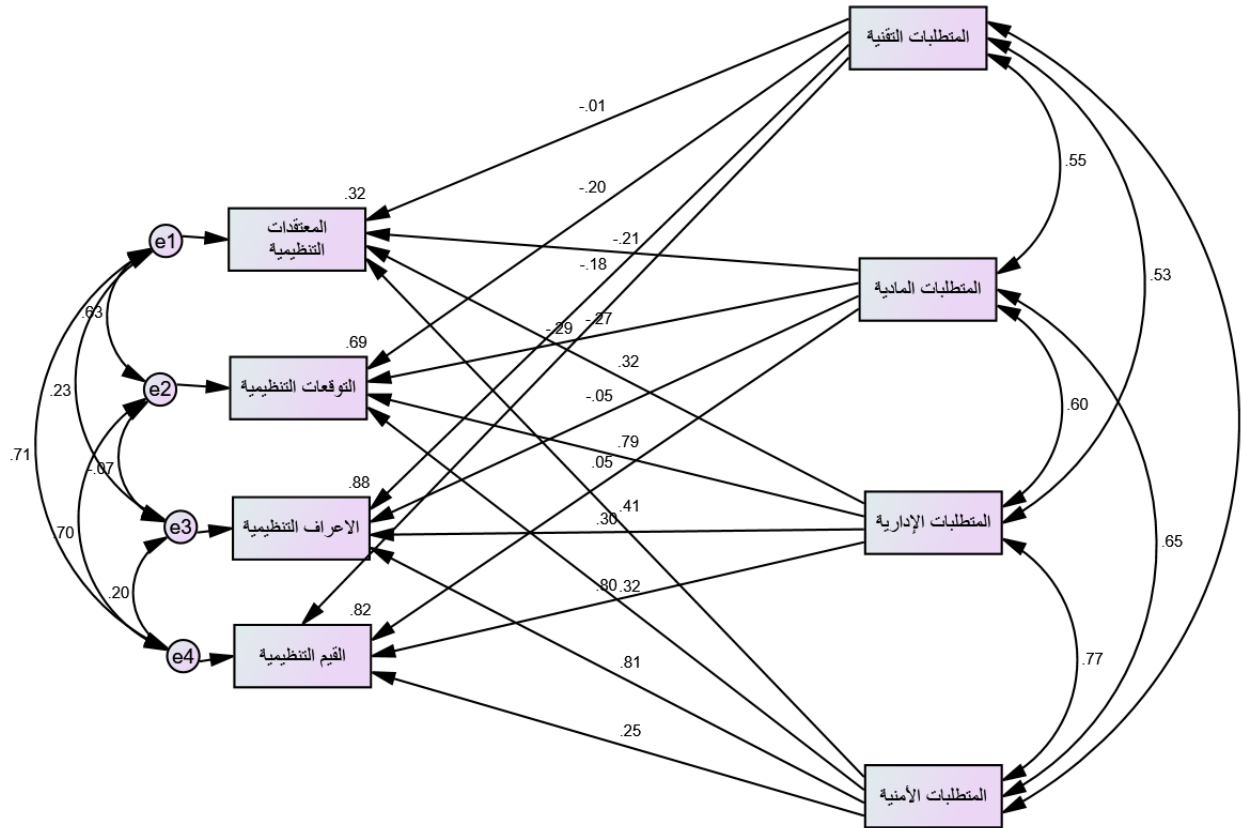 المتطلبات التقنية
-.01
.55
-.20
.32
المعتقدات
التنظيمية
e1
-.21
-.18
.53
المتطلبات المادية
.63
-.29
-.27
.69
.32
التوقعات التنظيمية
e2
.23
-.05
.60
.79
.71
-.07
.05
.88
.41
.30
الاعراف التنظيمية
e3
المتطلبات الإدارية
.70
.65
.20
.80
.32
.82
القيم التنظيمية
e4
.81
.77
.25
المتطلبات الأمنية